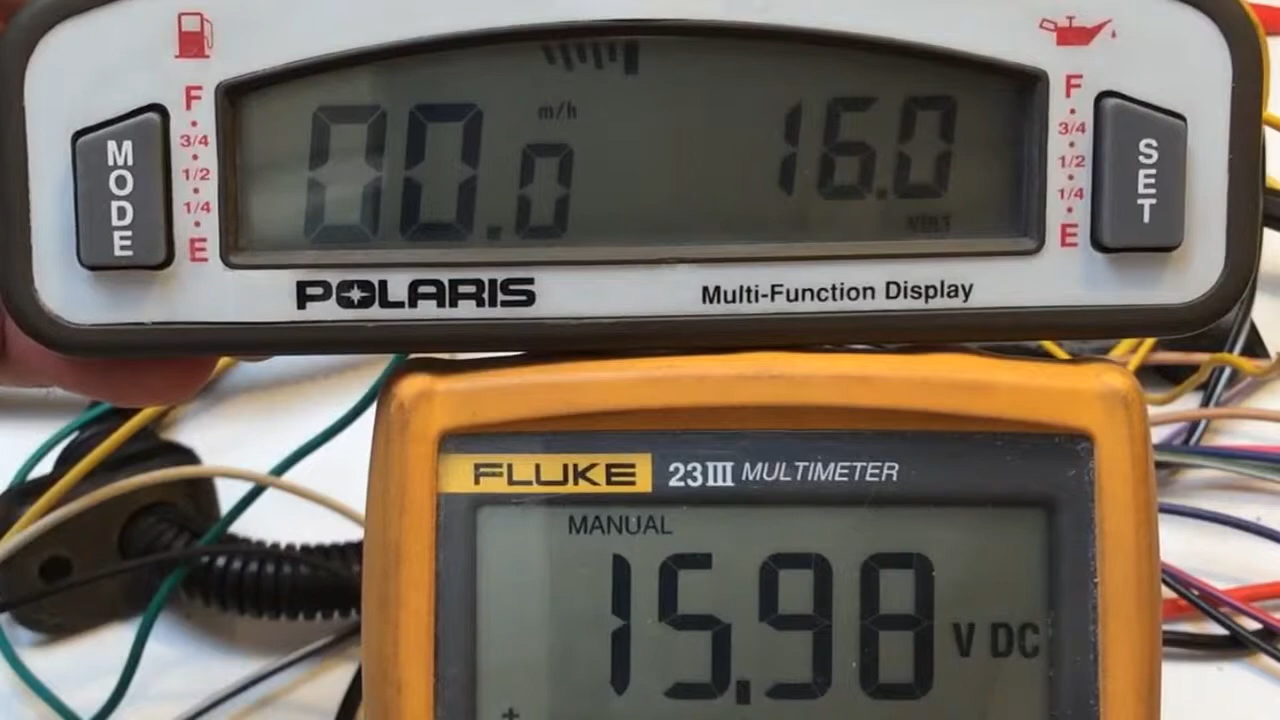 F
3/4
1/2
1/4
E
MODE
00.0
m/h
16.0
VOLTS
F
3/4
1/2
1/4
E
SET
POLARIS
Multi-Function Display
FLUKE 23III MULTIMETER
MANUAL
15.98 V DC